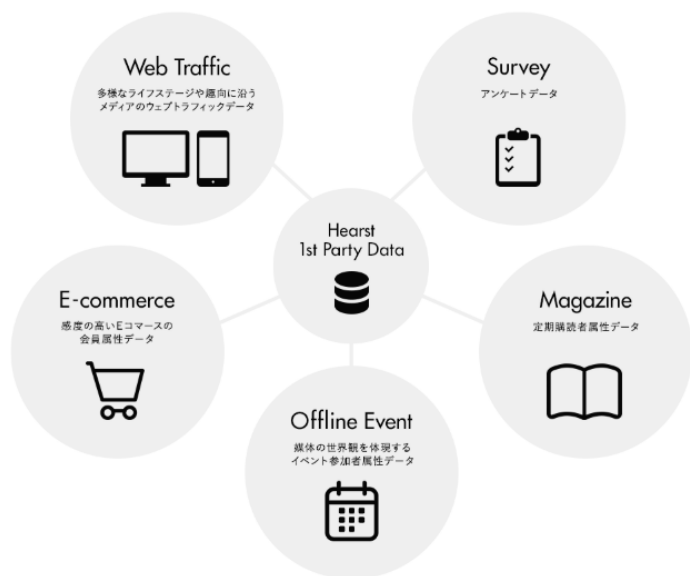 Web Traffic
多様なライフステージや趣向に沿う
メディアのウェブトラフィックデータ
Survey
アンケートデータ
Hearst
1st Party Data
E-commerce
感度の高いEコマースの
会員属性データ
Magazine
定期購読者属性データ
Offline Event
媒体の世界観を体現する
イベント参加者属性データ